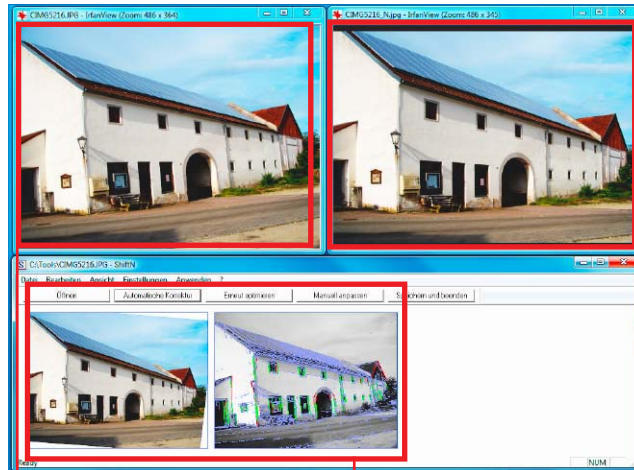 CIMG5216.JPG - IrfanView (Zoom: 486 x 364)
CIMG5216_N.jpg - IrfanView (Zoom: 486 x 345)
C:\Tools\CIMG5216.JPG - ShiftN
Datei Bearbeiten Ansicht Einstellungen Anwenden ?
Öffnen Automatische Korrektur Erneut optimieren Manuell anpassen Speichern und beenden
Ready NUM